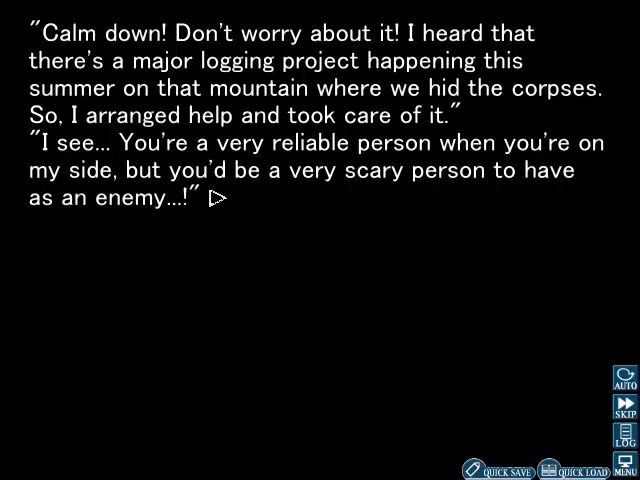 "Calm down! Don't worry about it! I heard that
there's a major logging project happening this
summer on that mountain where we hid the corpses.
So, I arranged help and took care of it."
"I see... You're a very reliable person when you're on
my side, but you'd be a very scary person to have
as an enemy...!"
AUTO
SKIP
LOG
MENU
QUICK SAVE
QUICK LOAD